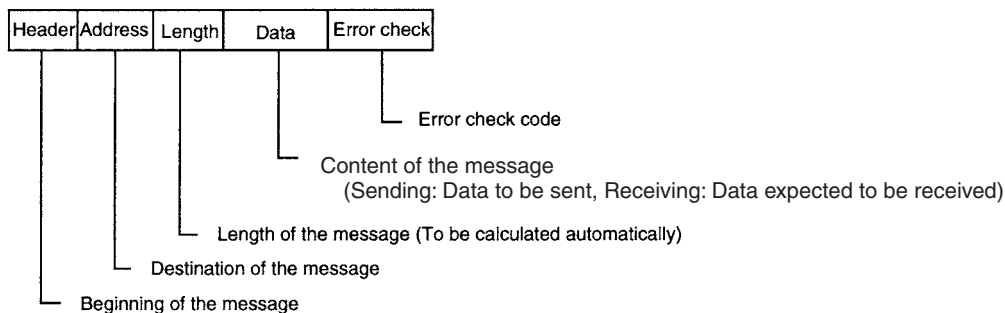 Header Address Length Data Error check
Error check code
Content of the message
(Sending: Data to be sent, Receiving: Data expected to be received)
Length of the message (To be calculated automatically)
Destination of the message
Beginning of the message